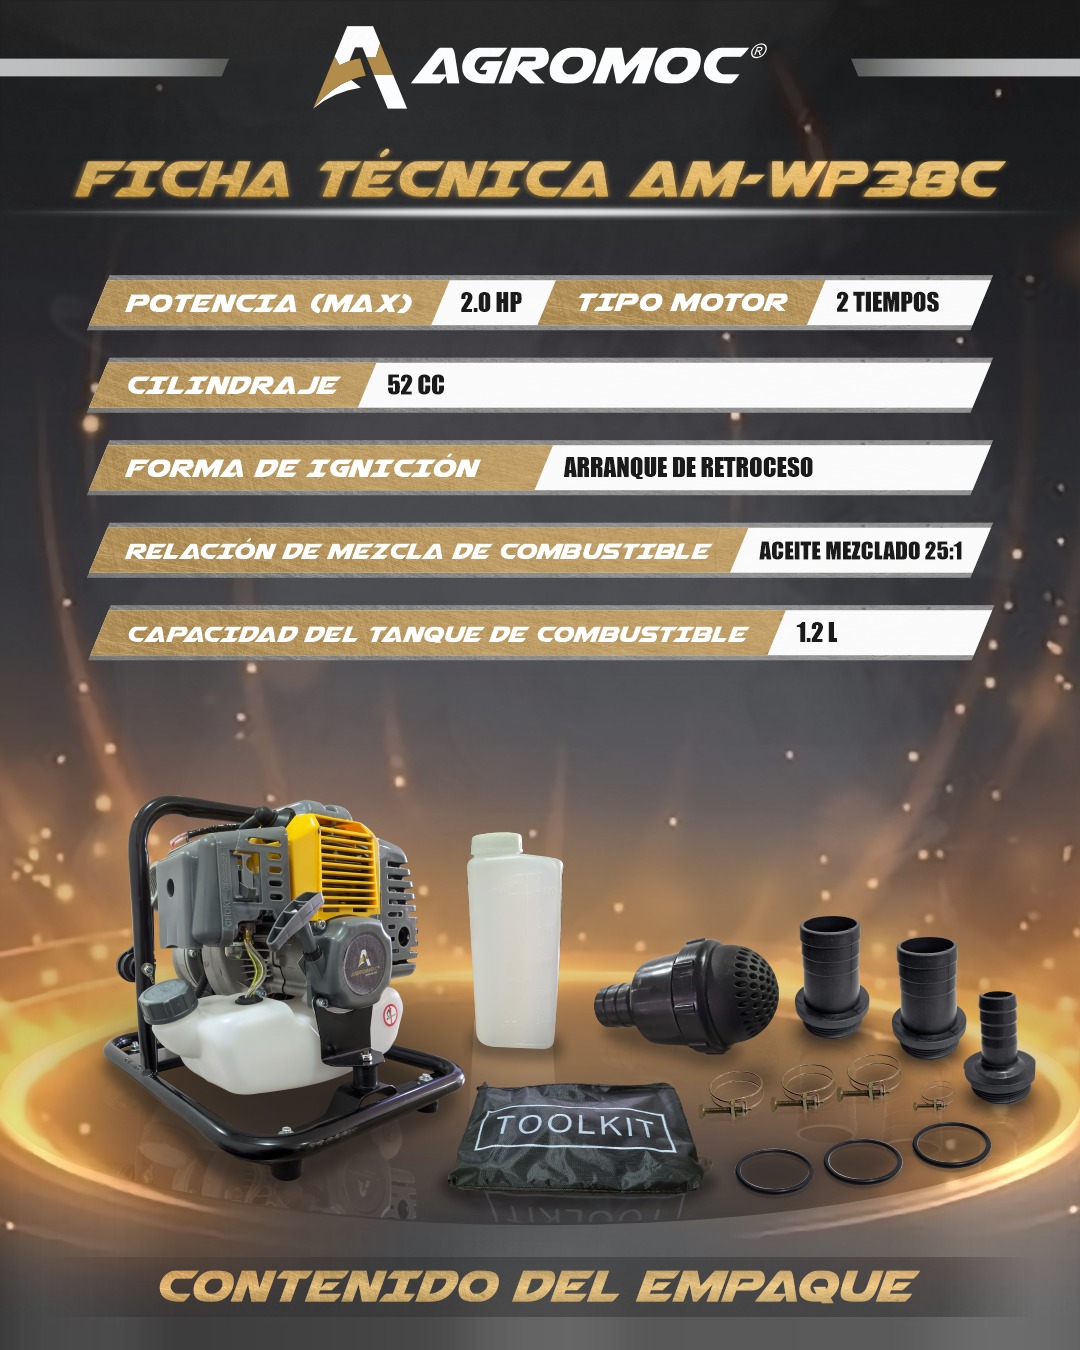 AGROMOC®
FICHA TÉCNICA AM-WP38C
POTENCIA (MAX) 2.0 HP TIPO MOTOR 2 TIEMPOS
CILINDRAJE 52 CC
FORMA DE IGNICIÓN ARRANQUE DE RETROCESO
RELACIÓN DE MEZCLA DE COMBUSTIBLE ACEITE MEZCLADO 25:1
CAPACIDAD DEL TANQUE DE COMBUSTIBLE 1.2 L
AGROMOC
TOOLKIT
CONTENIDO DEL EMPAQUE